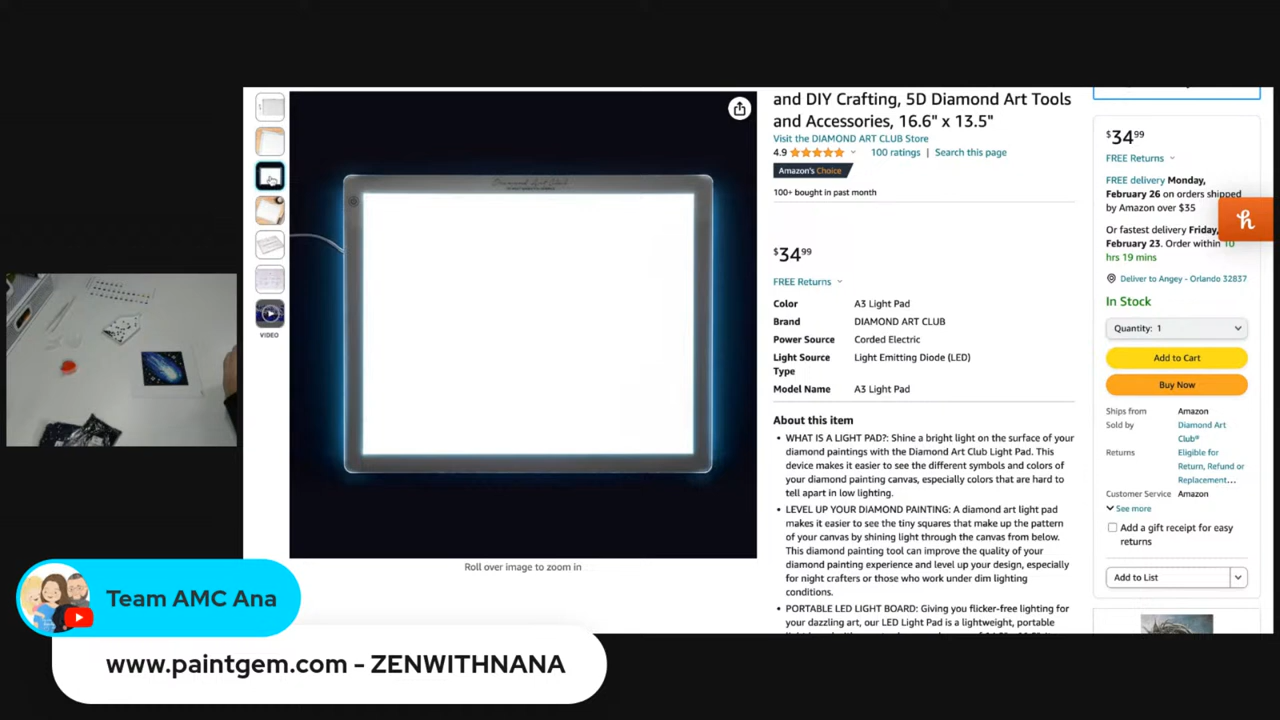 and DIY Crafting, 5D Diamond Art Tools
and Accessories, 16.6" x 13.5"
Visit the DIAMOND ART CLUB Store
4.9
100 ratings | Search this page
Amazon's Choice
100+ bought in past month
$34⁹⁹
FREE Returns
Color A3 Light Pad
Brand DIAMOND ART CLUB
Power Source Corded Electric
Light Source Light Emitting Diode (LED)
Type
Model Name A3 Light Pad
About this item
• WHAT IS A LIGHT PAD?: Shine a bright light on the surface of your
diamond paintings with the Diamond Art Club Light Pad. This
device makes it easier to see the different symbols and colors of
your diamond painting canvas, especially colors that are hard to
tell apart in low lighting.
• LEVEL UP YOUR DIAMOND PAINTING: A diamond art light pad
makes it easier to see the tiny squares that make up the pattern
of your canvas by shining light through the canvas from below.
This diamond painting tool can improve the quality of your
diamond painting experience and level up your design, especially
for night crafters or those who work under dim lighting
conditions.
• PORTABLE LED LIGHT BOARD: Giving you flicker-free lighting for
your dazzling art, our LED Light Pad is a lightweight, portable
$34⁹⁹
FREE Returns
FREE delivery Monday,
February 26 on orders shipped
by Amazon over $35
Or fastest delivery Friday,
February 23. Order within 10
hrs 19 mins
Deliver to Angey - Orlando 32837
In Stock
Quantity: 1
Add to Cart
Buy Now
Ships from Amazon
Sold by Diamond Art
Club®
Returns Eligible for
Return, Refund or
Replacement…
Customer Service Amazon
See more
Add a gift receipt for easy
returns
Add to List
h
Diamond Art Club
VIDEO
Roll over image to zoom in
Team AMC Ana
www.paintgem.com - ZENWITHNANA